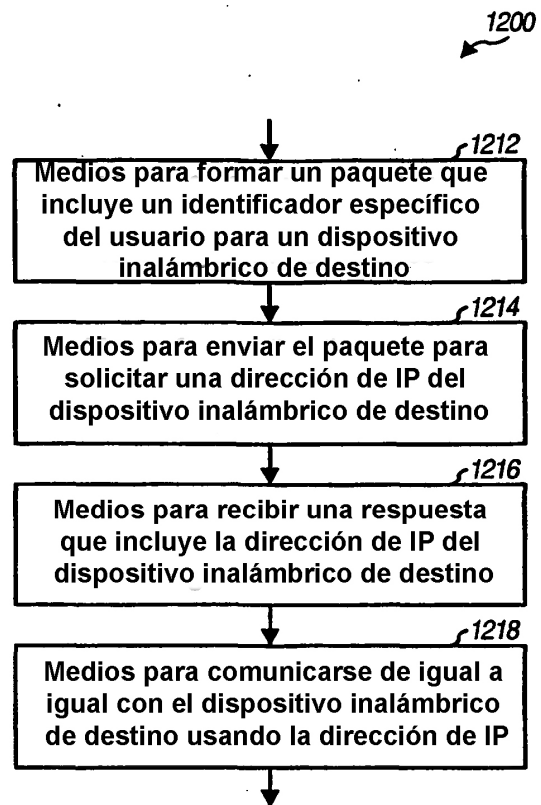 1200
1212
Medios para formar un paquete que
incluye un identificador específico
del usuario para un dispositivo
inalámbrico de destino
1214
Medios para enviar el paquete para
solicitar una dirección de IP del
dispositivo inalámbrico de destino
1216
Medios para recibir una respuesta
que incluye la dirección de IP del
dispositivo inalámbrico de destino
1218
Medios para comunicarse de igual a
igual con el dispositivo inalámbrico
de destino usando la dirección de IP